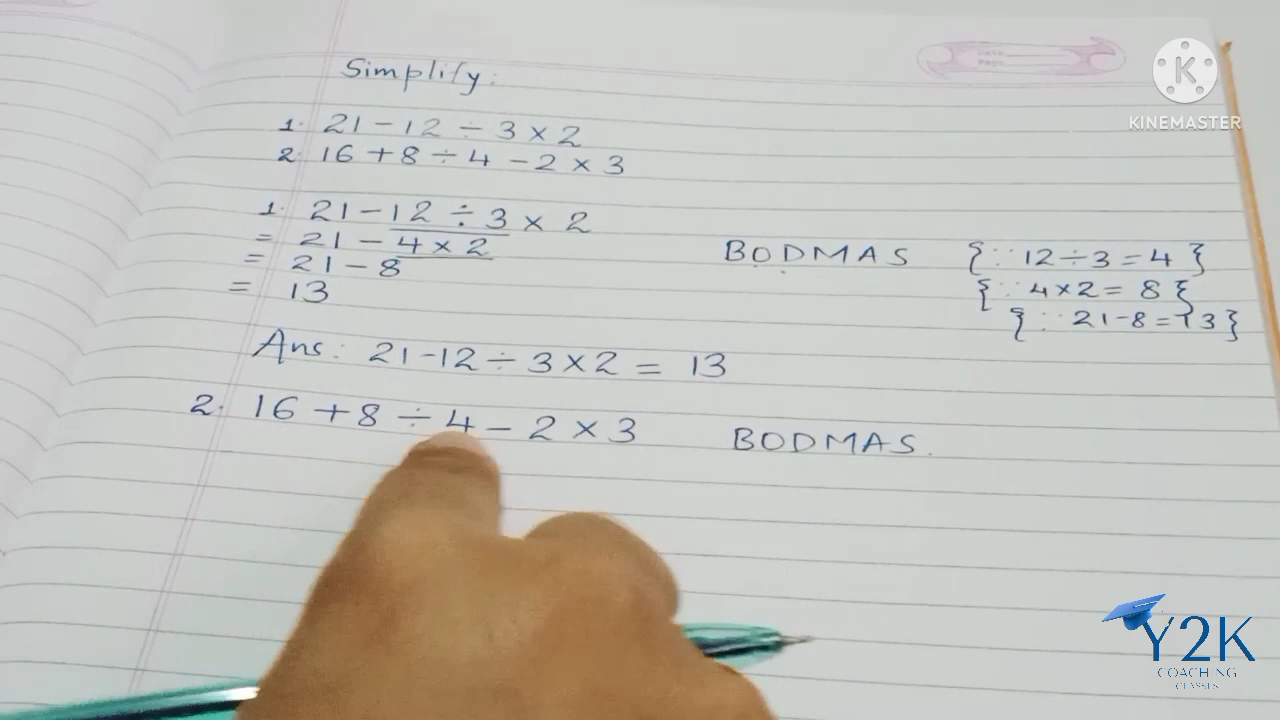 Simplify:
1. 21 - 12 ÷ 3 × 2
2. 16 + 8 ÷ 4 - 2 × 3
1. 21 - 12 ÷ 3 × 2
= 21 - 4 × 2
= 21 - 8
= 13
BODMAS
{∵ 12 ÷ 3 = 4}
{∵ 4 × 2 = 8}
{∵ 21 - 8 = 13}
Ans: 21 - 12 ÷ 3 × 2 = 13
2. 16 + 8 ÷ 4 - 2 × 3
BODMAS.
Date
Page
K
KINEMASTER
Y2K
COACHING
CLASSES